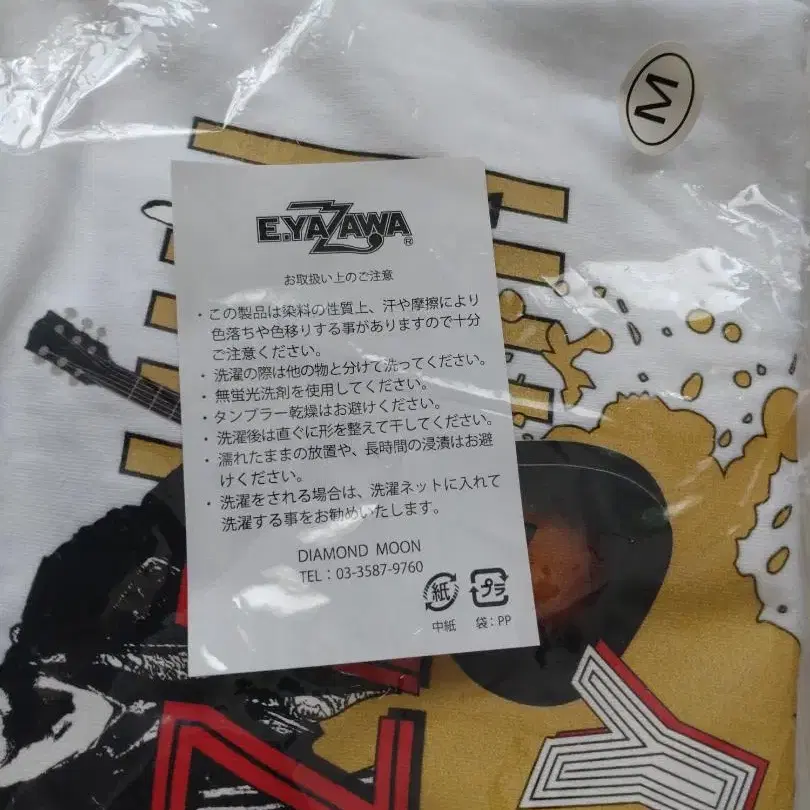 M
E.YAZAWA®
お取扱い上のご注意
・この製品は染料の性質上、汗や摩擦により
色落ちや色移りする事がありますので十分
ご注意ください。
・洗濯の際は他の物と分けて洗ってください。
・無蛍光洗剤を使用してください。
・タンブラー乾燥はお避けください。
・洗濯後は直ぐに形を整えて干してください。
・濡れたままの放置や、長時間の浸漬はお避
けください。
・洗濯をされる場合は、洗濯ネットに入れて
洗濯する事をお勧めいたします。
DIAMOND MOON
TEL：03-3587-9760
紙 プラ
中紙 袋：PP
Y
Z